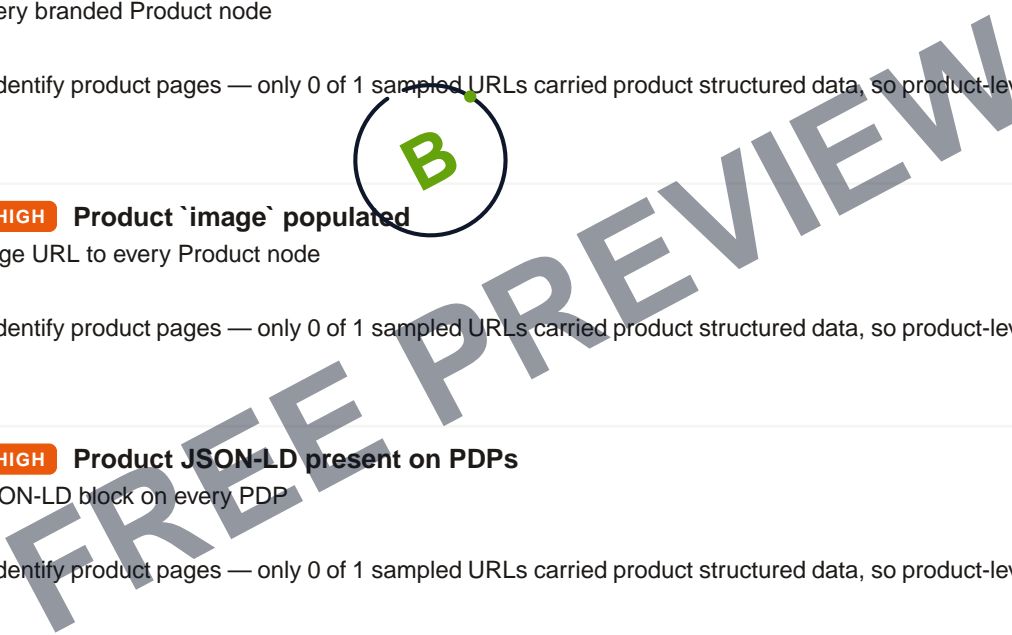 ery branded Product node
dentify product pages — only 0 of 1 sampled URLs carried product structured data, so product-lev
B
HIGH Product `image` populated
ge URL to every Product node
dentify product pages — only 0 of 1 sampled URLs carried product structured data, so product-lev
HIGH Product JSON-LD present on PDPs
ON-LD block on every PDP
dentify product pages — only 0 of 1 sampled URLs carried product structured data, so product-lev
FREE PREVIEW